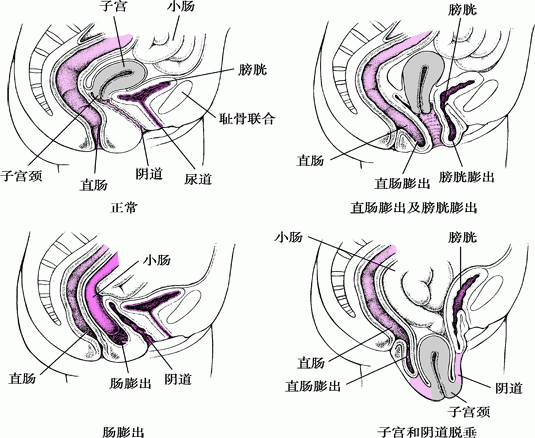 子宫
小肠
膀胱
耻骨联合
子宫颈
直肠
阴道
尿道
正常
膀胱
直肠
直肠膨出
膀胱膨出
直肠膨出及膀胱膨出
小肠
直肠
肠膨出
阴道
肠膨出
小肠
膀胱
直肠
直肠膨出
阴道
子宫颈
子宫和阴道脱垂